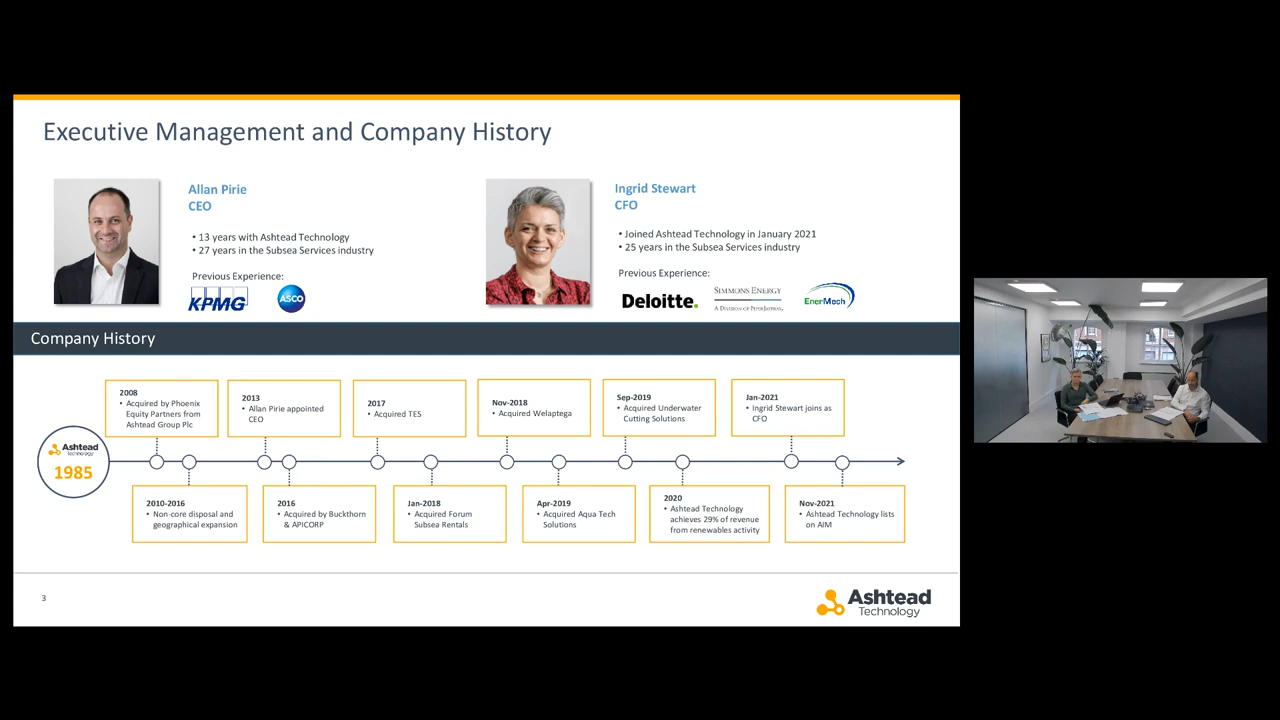 Executive Management and Company History
Allan Pirie
CEO
• 13 years with Ashtead Technology
• 27 years in the Subsea Services industry
Previous Experience:
KPMG
ASCO
Ingrid Stewart
CFO
• Joined Ashtead Technology in January 2021
• 25 years in the Subsea Services industry
Previous Experience:
Deloitte.
SIMMONS ENERGY
A DIVISION OF PIPER JAFFRAY.
EnerMech
Company History
2008
• Acquired by Phoenix
Equity Partners from
Ashtead Group Plc
2013
• Allan Pirie appointed
CEO
2017
• Acquired TES
Nov-2018
• Acquired Welaptega
Sep-2019
• Acquired Underwater
Cutting Solutions
Jan-2021
• Ingrid Stewart joins as
CFO
Ashtead
Technology
1985
2010-2016
• Non-core disposal and
geographical expansion
2016
• Acquired by Buckthorn
& APICORP
Jan-2018
• Acquired Forum
Subsea Rentals
Apr-2019
• Acquired Aqua Tech
Solutions
2020
• Ashtead Technology
achieves 29% of revenue
from renewables activity
Nov-2021
• Ashtead Technology lists
on AIM
3
Ashtead
Technology